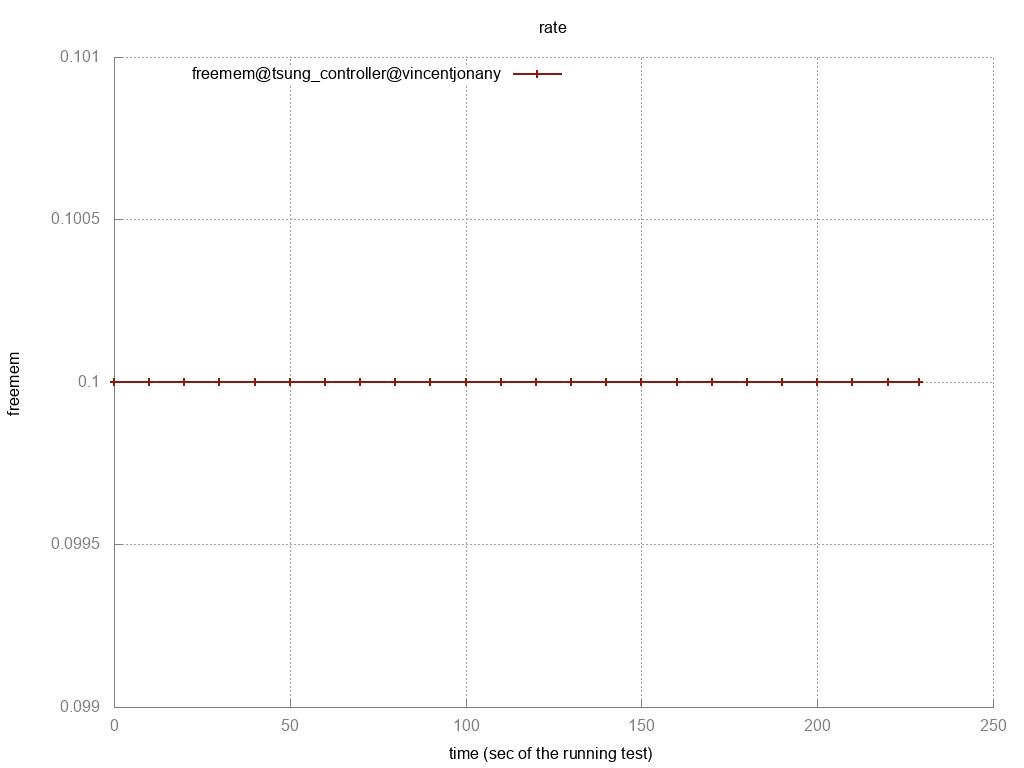 rate
freemem@tsung_controller@vincentjonany
0.101
0.1005
0.1
0.0995
0.099
freemem
0 50 100 150 200 250
time (sec of the running test)